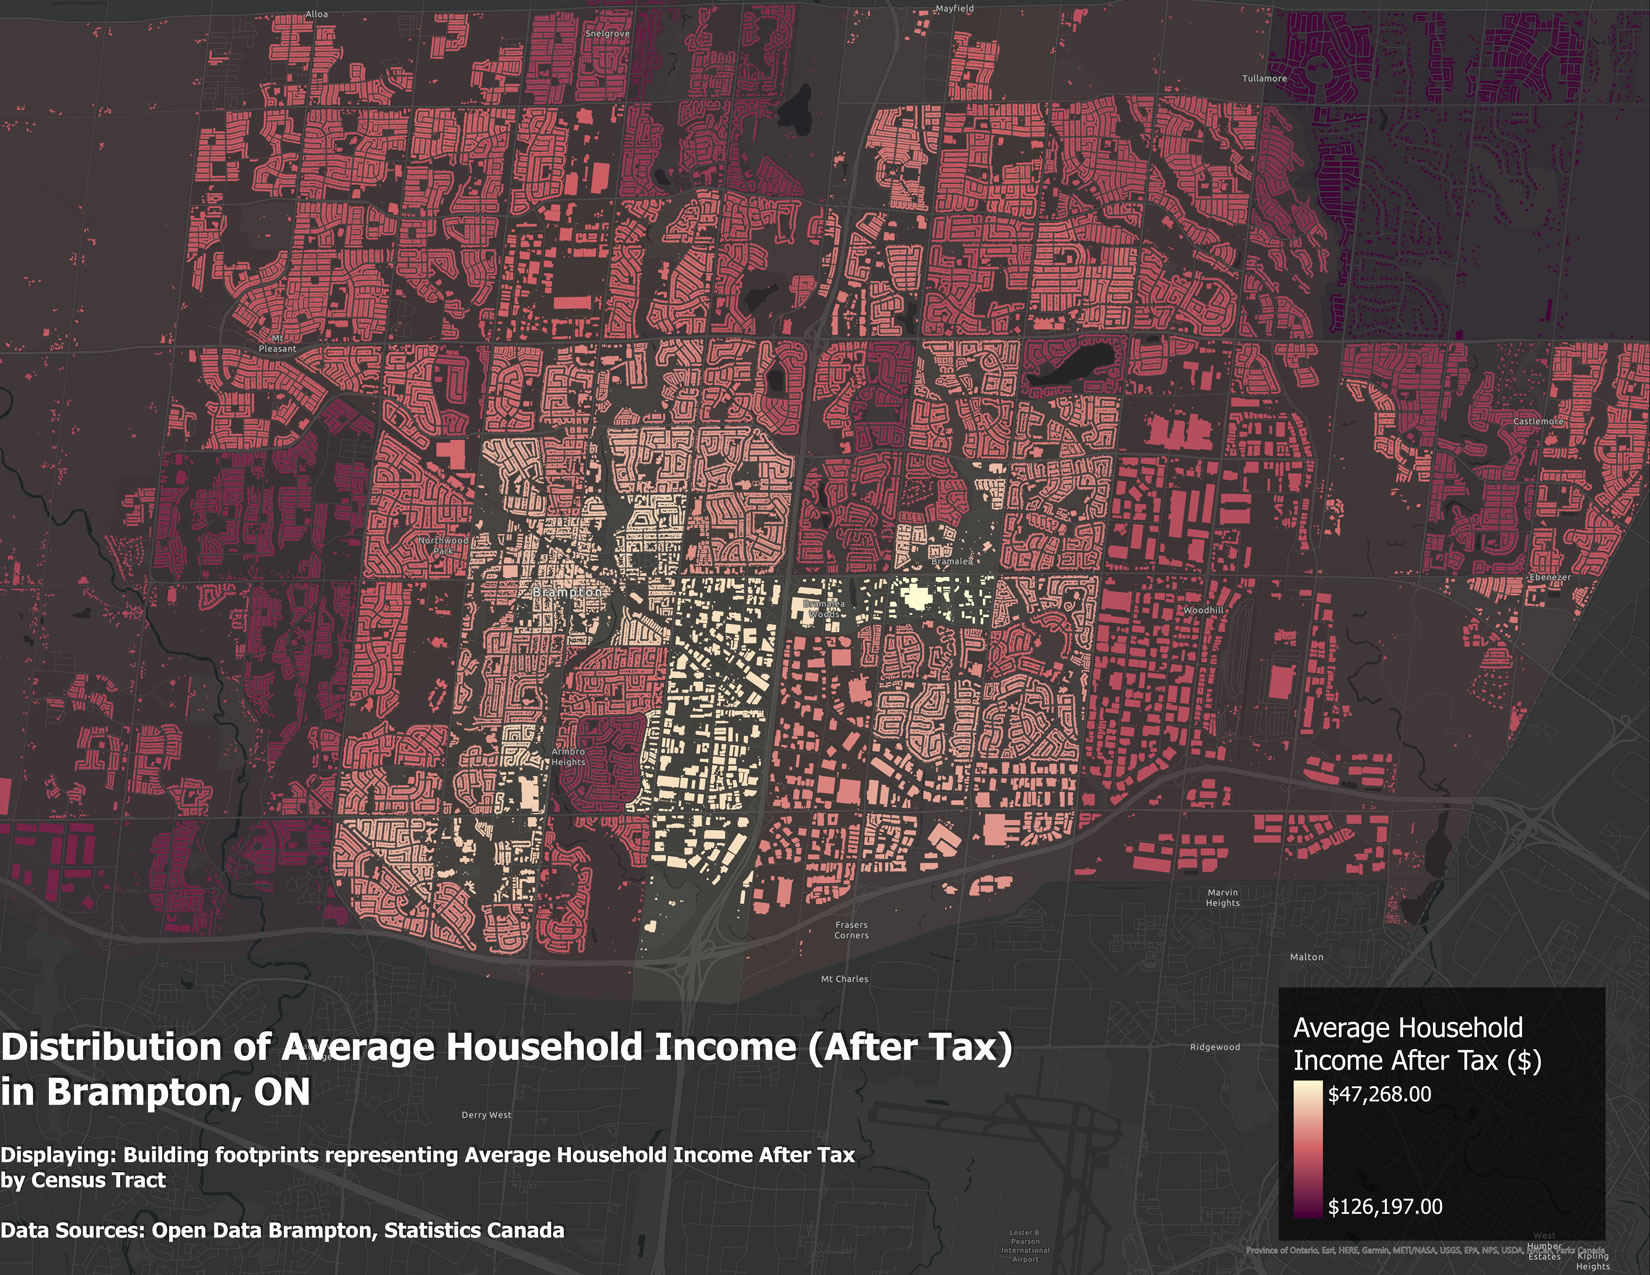 Alloa
Snelgrove
Mayfield
Tullamore
Mt
Pleasant
Castlemore
Northwood
Park
Bramalea
Ebenezer
Brampton
Bramalea
Woods
Woodhill
Armbro
Heights
Marvin
Heights
Frasers
Corners
Malton
Mt Charles
Distribution of Average Household Income (After Tax)
in Brampton, ON
Ridgewood
Derry West
Displaying: Building footprints representing Average Household Income After Tax
by Census Tract
Data Sources: Open Data Brampton, Statistics Canada
Average Household
Income After Tax ($)
$47,268.00
$126,197.00
Lester B.
Pearson
International
Airport
West
Humber
Estates
Kipling
Heights
Province of Ontario, Esri, HERE, Garmin, METI/NASA, USGS, EPA, NPS, USDA, Parks Canada